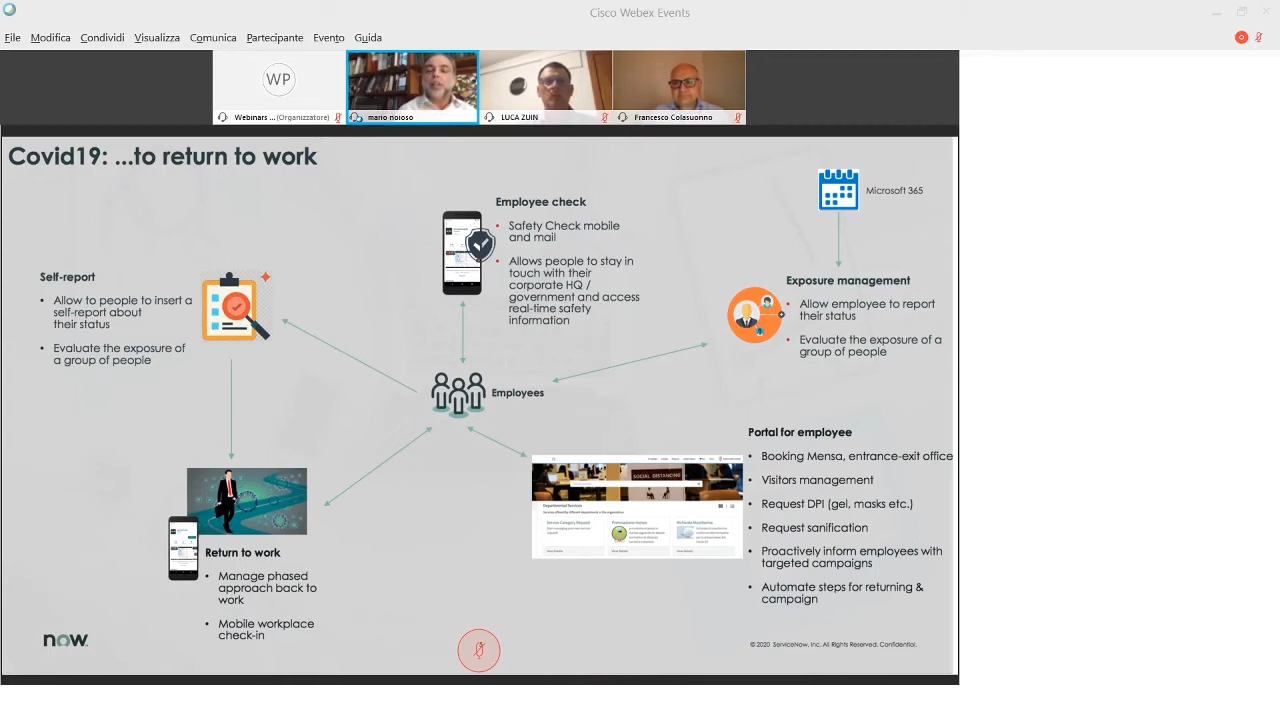 Cisco Webex Events
File Modifica Condividi Visualizza Comunica Partecipante Evento Guida
WP
Webinars ... (Organizzatore)
mario noioso
LUCA ZUIN
Francesco Colasuonno
Covid19: ...to return to work
Microsoft 365
Employee check
• Safety Check mobile
and mail
• Allows people to stay in
touch with their
corporate HQ /
government and access
real-time safety
information
Self-report
• Allow to people to insert a
self-report about
their status
• Evaluate the exposure of
a group of people
Exposure management
• Allow employee to report
their status
• Evaluate the exposure of a
group of people
Employees
Portal for employee
• Booking Mensa, entrance-exit office
• Visitors management
• Request DPI (gel, masks etc.)
• Request sanification
• Proactively inform employees with
targeted campaigns
• Automate steps for returning &
campaign
SOCIAL DISTANCING
Departmental Services
Service Category Request
Return to work
• Manage phased
approach back to
work
• Mobile workplace
check-in
now
© 2020 ServiceNow, Inc. All Rights Reserved. Confidential.